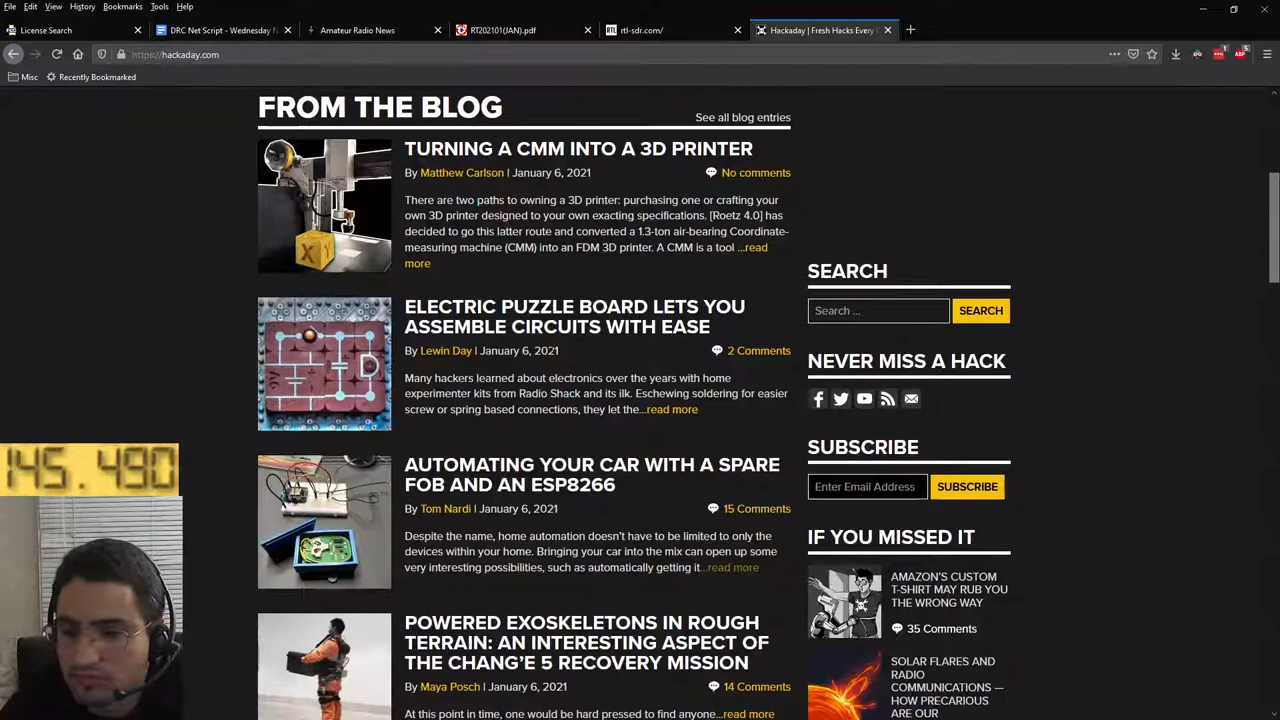 File Edit View History Bookmarks Tools Help
License Search
DRC Net Script - Wednesday N
Amateur Radio News
RT202101(JAN).pdf
RTL rtl-sdr.com/
Hackaday | Fresh Hacks Every
https://hackaday.com
1
5
Misc Recently Bookmarked
FROM THE BLOG
See all blog entries
TURNING A CMM INTO A 3D PRINTER
By Matthew Carlson | January 6, 2021
No comments
There are two paths to owning a 3D printer: purchasing one or crafting your
own 3D printer designed to your own exacting specifications. [Roetz 4.0] has
decided to go this latter route and converted a 1.3-ton air-bearing Coordinate-
measuring machine (CMM) into an FDM 3D printer. A CMM is a tool ...read
more
X Y
ELECTRIC PUZZLE BOARD LETS YOU
ASSEMBLE CIRCUITS WITH EASE
By Lewin Day | January 6, 2021
2 Comments
Many hackers learned about electronics over the years with home
experimenter kits from Radio Shack and its ilk. Eschewing soldering for easier
screw or spring based connections, they let the...read more
AUTOMATING YOUR CAR WITH A SPARE
FOB AND AN ESP8266
By Tom Nardi | January 6, 2021
15 Comments
Despite the name, home automation doesn't have to be limited to only the
devices within your home. Bringing your car into the mix can open up some
very interesting possibilities, such as automatically getting it...read more
POWERED EXOSKELETONS IN ROUGH
TERRAIN: AN INTERESTING ASPECT OF
THE CHANG'E 5 RECOVERY MISSION
By Maya Posch | January 6, 2021
14 Comments
At this point in time, one would be hard pressed to find anyone...read more
SEARCH
Search ...
SEARCH
NEVER MISS A HACK
SUBSCRIBE
Enter Email Address
SUBSCRIBE
IF YOU MISSED IT
AMAZON'S CUSTOM
T-SHIRT MAY RUB YOU
THE WRONG WAY
35 Comments
SOLAR FLARES AND
RADIO
COMMUNICATIONS —
HOW PRECARIOUS
ARE OUR
145.490